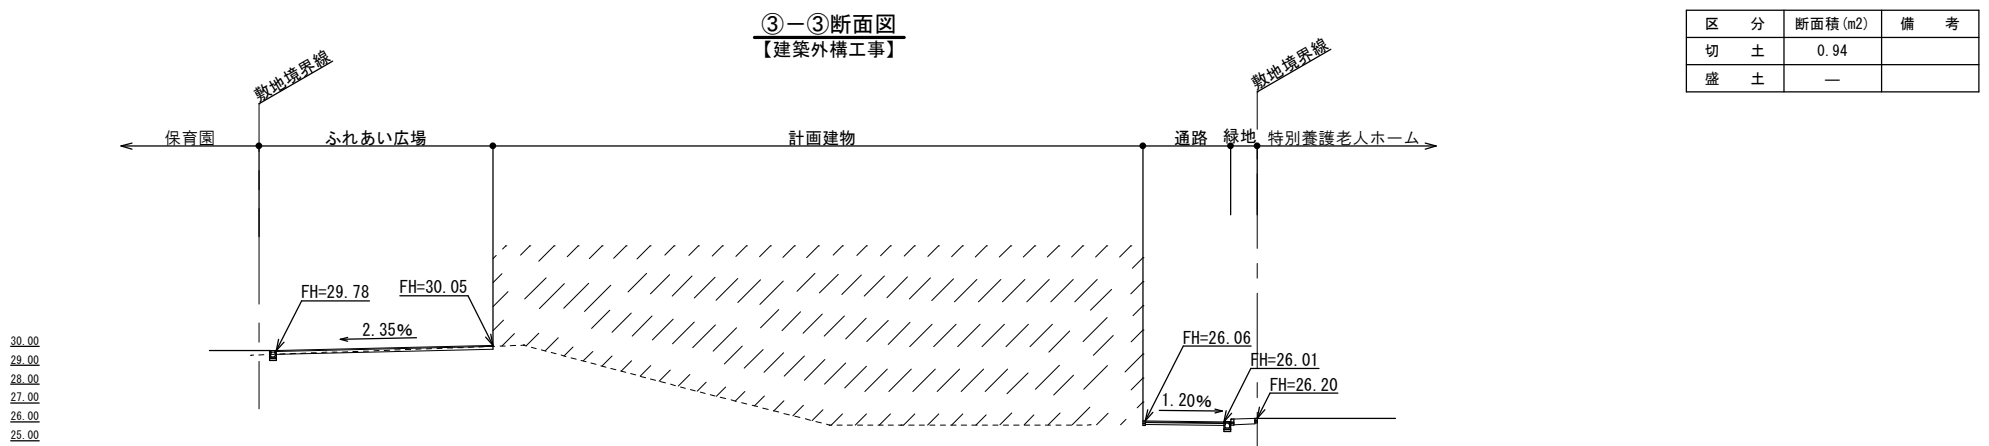 ③－③断面図
【建築外構工事】
区　分　断面積(m2)　備　考
切　土　0.94
盛　土　―
敷地境界線
敷地境界線
保育園　ふれあい広場　計画建物　通路　緑地　特別養護老人ホーム
FH=29.78
FH=30.05
2.35%
FH=26.06
FH=26.01
FH=26.20
1.20%
30.00
29.00
28.00
27.00
26.00
25.00